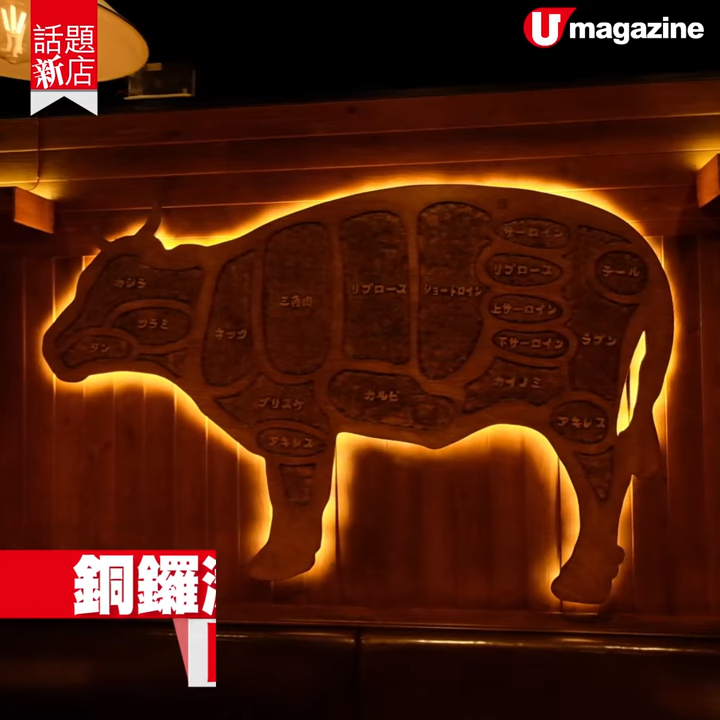 話題
新店
U magazine
サーロイン
テール
カシラ
リブロース
リブロース
ショートロイン
三角肉
上サーロイン
ツラミ
ネック
タン
下サーロイン
ラブン
カイノミ
カルビ
ブリスケ
アキレス
アキレス
銅鑼